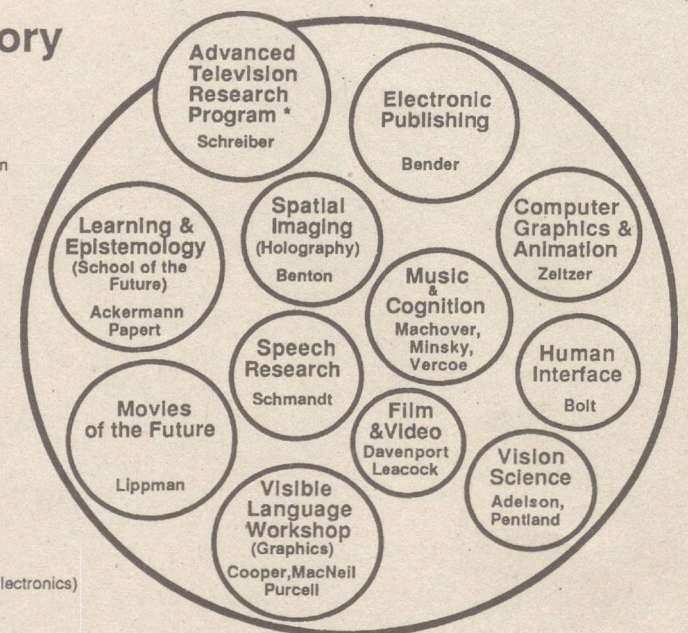 ory
m
lectronics)
Advanced
Television
Research
Program *
Schreiber
Electronic
Publishing
Bender
Learning &
Epistemology
(School of the
Future)
Ackermann
Papert
Spatial
Imaging
(Holography)
Benton
Computer
Graphics &
Animation
Zeltzer
Music
&
Cognition
Machover,
Minsky,
Vercoe
Speech
Research
Schmandt
Human
Interface
Bolt
Movies
of the Future
Lippman
Film
&Video
Davenport
Leacock
Vision
Science
Adelson,
Pentland
Visible
Language
Workshop
(Graphics)
Cooper,MacNeil
Purcell